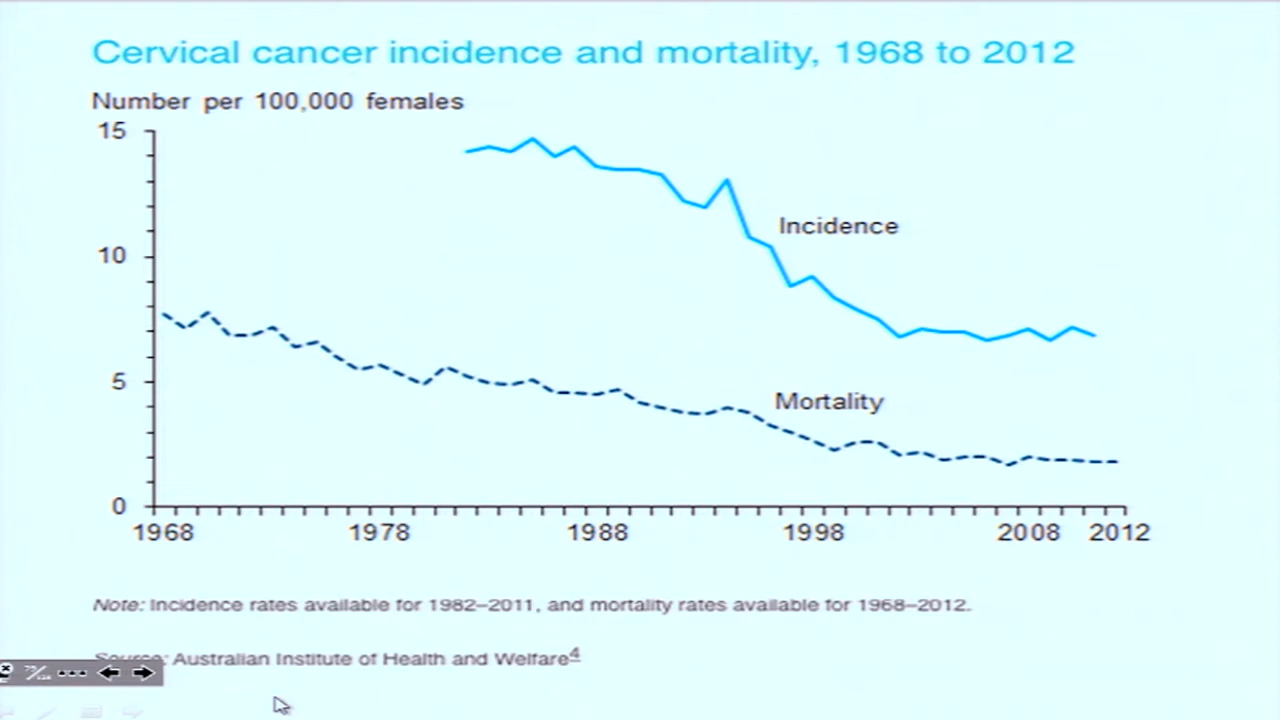 Cervical cancer incidence and mortality, 1968 to 2012
Number per 100,000 females
15
Incidence
10
5
Mortality
0
1968 1978 1988 1998 2008 2012
Note: Incidence rates available for 1982–2011, and mortality rates available for 1968–2012.
Source: Australian Institute of Health and Welfare4